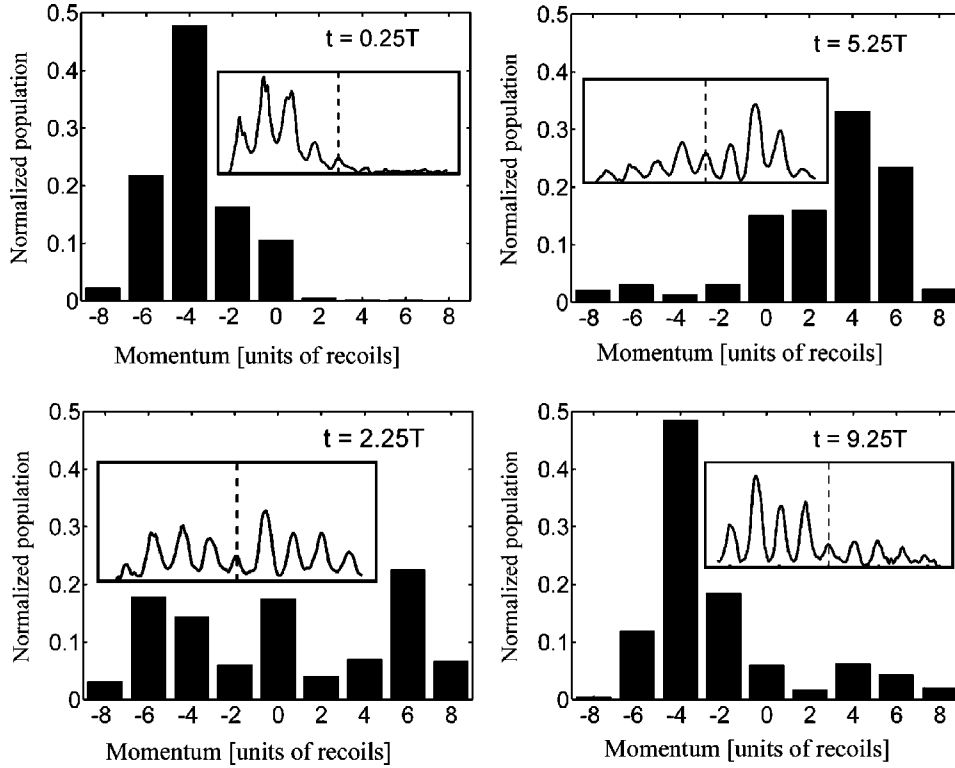 0.5
t = 0.25T
0.4
0.3
0.2
0.1
0
Normalized population
-8 -6 -4 -2 0 2 4 6 8
Momentum [units of recoils]
0.5
t = 5.25T
0.4
0.3
0.2
0.1
0
Normalized population
-8 -6 -4 -2 0 2 4 6 8
Momentum [units of recoils]
0.5
t = 2.25T
0.4
0.3
0.2
0.1
0
Normalized population
-8 -6 -4 -2 0 2 4 6 8
Momentum [units of recoils]
0.5
t = 9.25T
0.4
0.3
0.2
0.1
0
Normalized population
-8 -6 -4 -2 0 2 4 6 8
Momentum [units of recoils]